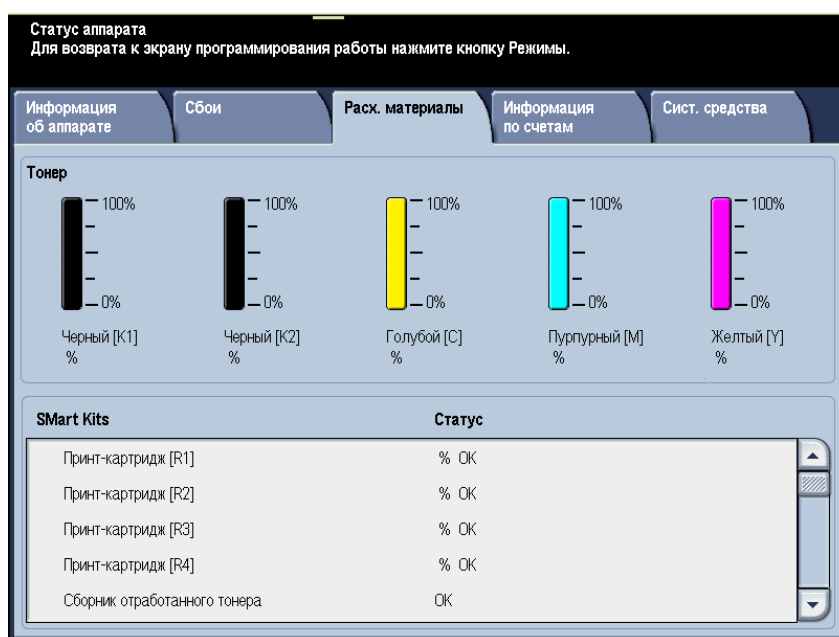 Статус аппарата
Для возврата к экрану программирования работы нажмите кнопку Режимы.
Информация об аппарате
Сбои
Расх. материалы
Информация по счетам
Сист. средства
Тонер
100% 100% 100% 100% 100%
0% 0% 0% 0% 0%
Черный [K1] Черный [K2] Голубой [C] Пурпурный [M] Желтый [Y]
% % % % %
SMart Kits Статус
Принт-картридж [R1] % OK
Принт-картридж [R2] % OK
Принт-картридж [R3] % OK
Принт-картридж [R4] % OK
Сборник отработанного тонера OK